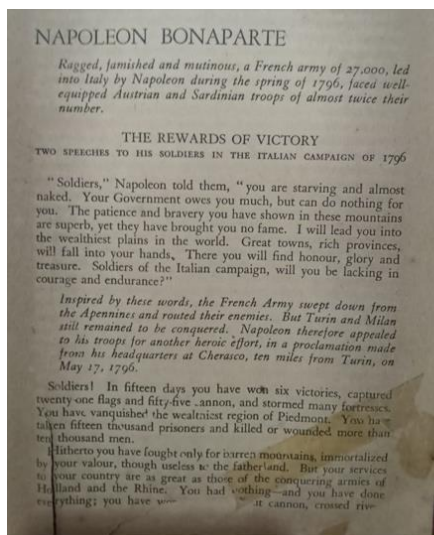 NAPOLEON BONAPARTE
Ragged, famished and mutinous, a French army of 27,000, led
into Italy by Napoleon during the spring of 1796, faced well-
equipped Austrian and Sardinian troops of almost twice their
number.
THE REWARDS OF VICTORY
TWO SPEECHES TO HIS SOLDIERS IN THE ITALIAN CAMPAIGN OF 1796
"Soldiers," Napoleon told them, "you are starving and almost
naked. Your Government owes you much, but can do nothing for
you. The patience and bravery you have shown in these mountains
are superb, yet they have brought you no fame. I will lead you into
the wealthiest plains in the world. Great towns, rich provinces,
will fall into your hands. There you will find honour, glory and
treasure. Soldiers of the Italian campaign, will you be lacking in
courage and endurance?"
Inspired by these words, the French Army swept down from
the Apennines and routed their enemies. But Turin and Milan
still remained to be conquered. Napoleon therefore appealed
to his troops for another heroic effort, in a proclamation made
from his headquarters at Cherasco, ten miles from Turin, on
May 17, 1796.
Soldiers! In fifteen days you have won six victories, captured
twenty-one flags and fifty-five cannon, and stormed many fortresses.
You have vanquished the wealthiest region of Piedmont. You have
taken fifteen thousand prisoners and killed or wounded more than
ten thousand men.
Hitherto you have fought only for barren mountains, immortalized
by your valour, though useless to the fatherland. But your services
to your country are as great as those of the conquering armies of
Holland and the Rhine. You had nothing—and you have done
everything; you have cannon, crossed